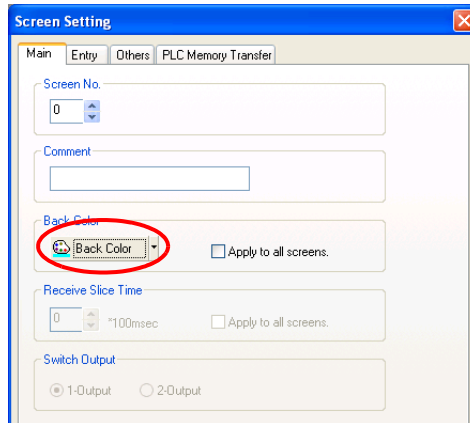 Screen Setting
Main Entry Others PLC Memory Transfer
Screen No.
0
Comment
Back Color
Back Color Apply to all screens.
Receive Slice Time
0 *100msec Apply to all screens.
Switch Output
1-Output 2-Output